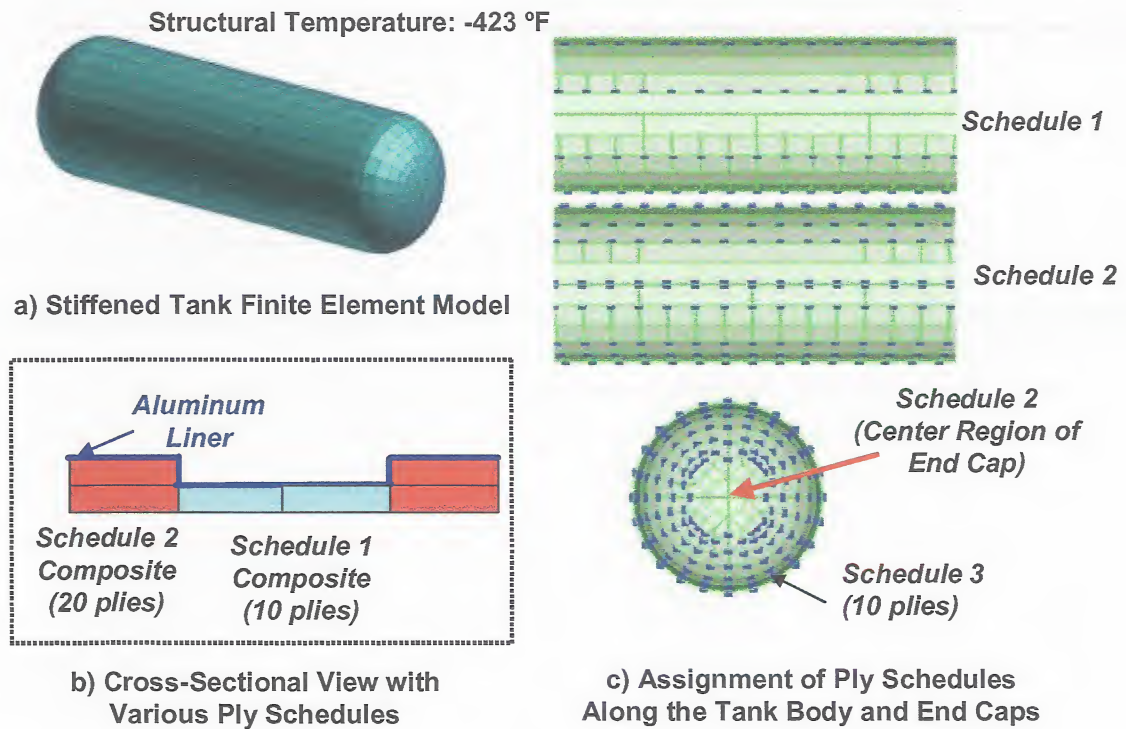 Structural Temperature: -423 ºF
a) Stiffened Tank Finite Element Model
Aluminum
Liner
Schedule 2
Composite
(20 plies)
Schedule 1
Composite
(10 plies)
b) Cross-Sectional View with
Various Ply Schedules
Schedule 1
Schedule 2
Schedule 2
(Center Region of
End Cap)
Schedule 3
(10 plies)
c) Assignment of Ply Schedules
Along the Tank Body and End Caps